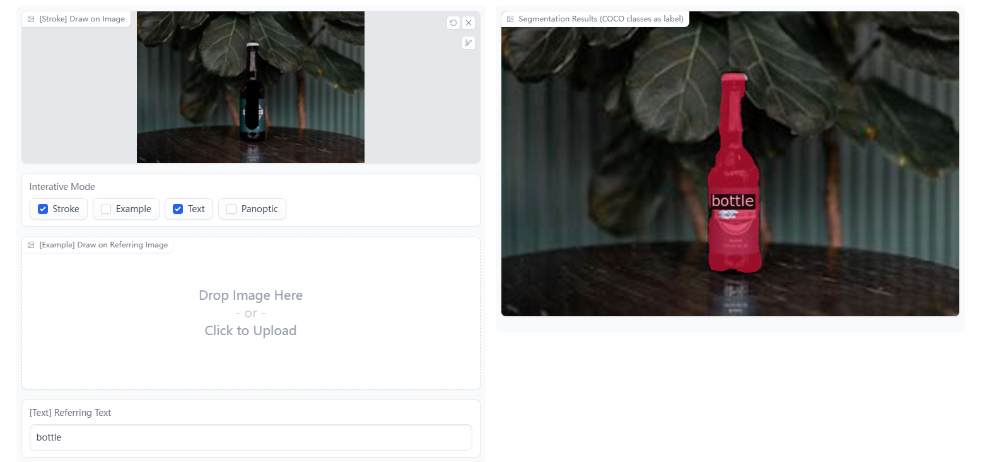 [Stroke] Draw on Image
Interative Mode
Stroke
Example
Text
Panoptic
[Example] Draw on Referring Image
Drop Image Here
- or -
Click to Upload
[Text] Referring Text
bottle
Segmentation Results (COCO classes as label)
bottle